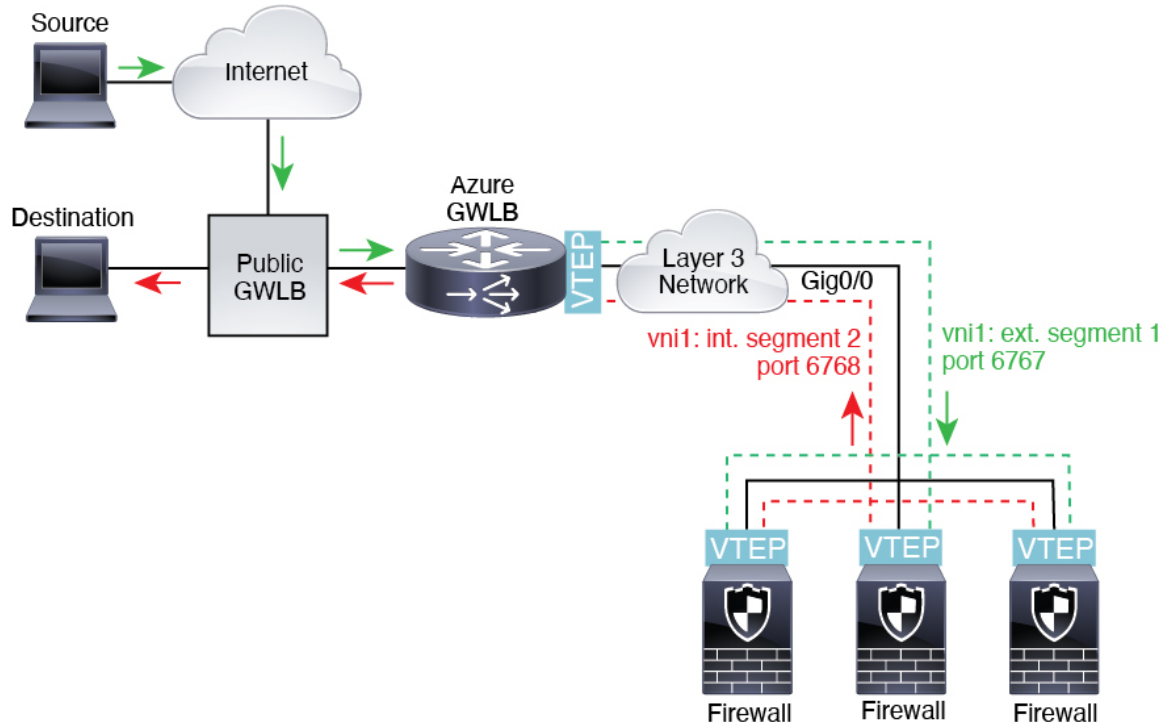 Source
Internet
Azure
GWLB
Destination
Public
GWLB
VTEP
Layer 3
Network
Gig0/0
vni1: int. segment 2
port 6768
vni1: ext. segment 1
port 6767
VTEP
VTEP
VTEP
Firewall
Firewall
Firewall